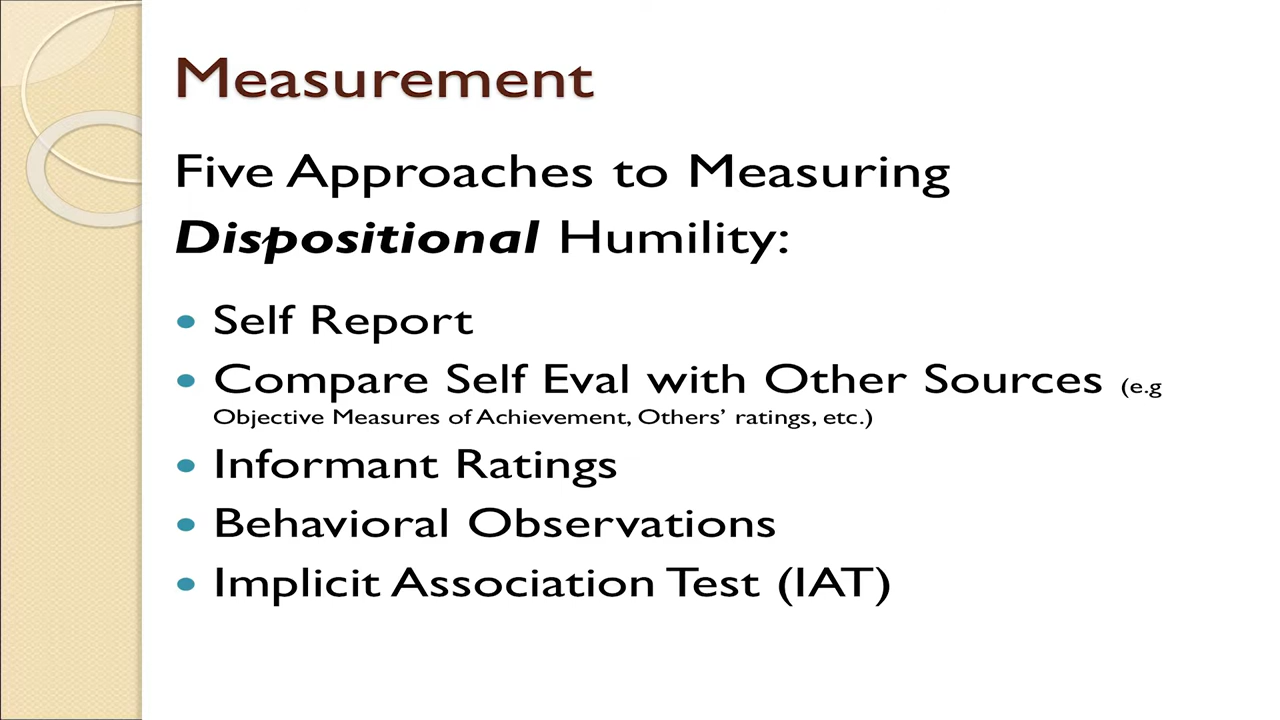 Measurement
Five Approaches to Measuring
Dispositional Humility:
• Self Report
• Compare Self Eval with Other Sources (e.g
Objective Measures of Achievement, Others’ ratings, etc.)
• Informant Ratings
• Behavioral Observations
• Implicit Association Test (IAT)